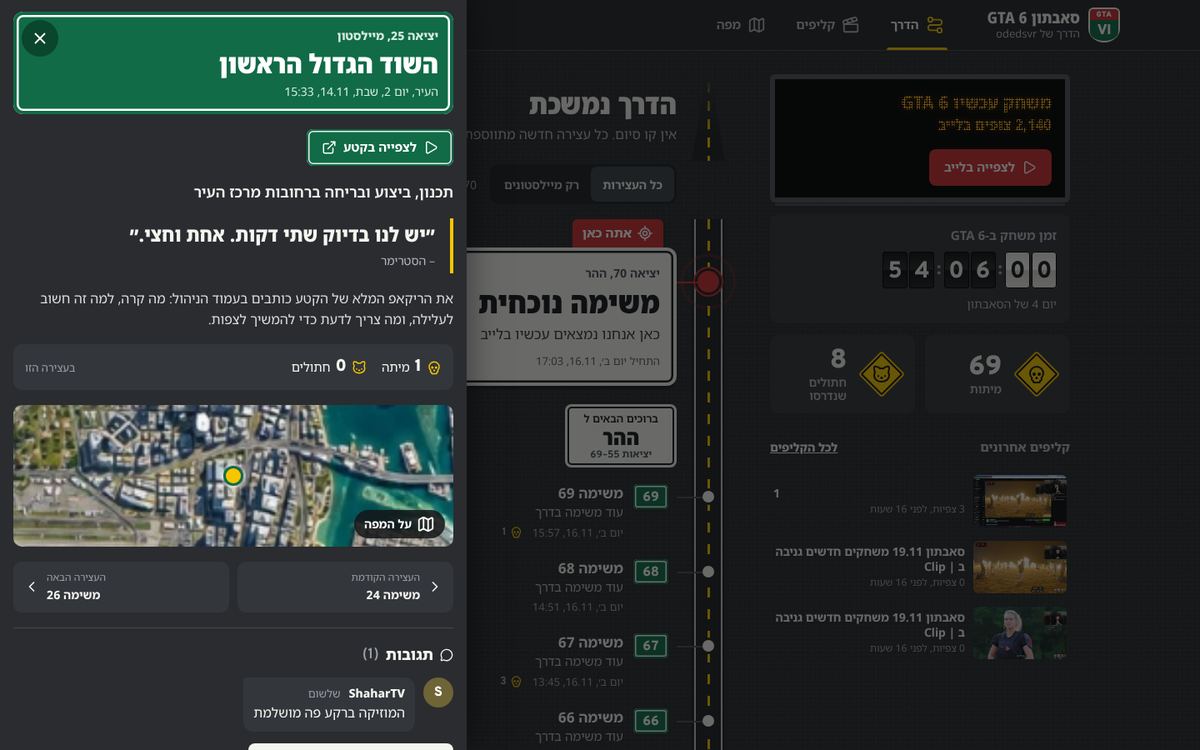 סאבתון GTA 6
הדרך של odedsvr
GTA
VI
הדרך
קליפים
מפה
משחק עכשיו GTA 6
2,140 צופים בלייב
לצפייה בלייב
זמן משחק ב-GTA 6
54:06:00
יום 4 של הסאבתון
69
מיתות
8
חתולים
שנדרסו
קליפים אחרונים
לכל הקליפים
1
3 צפיות, לפני 16 שעות
סאבתון 19.11 משחקים חדשים גניבה
ב | Clip
0 צפיות, לפני 16 שעות
סאבתון 19.11 משחקים חדשים גניבה
ב | Clip
0 צפיות, לפני 16 שעות
הדרך נמשכת
אין קו סיום. כל עצירה חדשה מתווספת
כל העצירות
רק מיילסטונים
70
אתה כאן
יציאה 70, ההר
משימה נוכחית
כאן אנחנו נמצאים עכשיו בלייב
התחיל יום ב׳, 16.11, 17:03
ברוכים הבאים ל
ההר
יציאות 55–69
69
משימה 69
עוד משימה בדרך
יום ב׳, 16.11, 15:57
1
68
משימה 68
עוד משימה בדרך
יום ב׳, 16.11, 14:51
67
משימה 67
עוד משימה בדרך
יום ב׳, 16.11, 13:45
3
66
משימה 66
עוד משימה בדרך
יציאה 25, מיילסטון
השוד הגדול הראשון
העיר, יום 2, שבת, 14.11, 15:33
לצפייה בקטע
תכנון, ביצוע ובריחה ברחובות מרכז העיר
״יש לנו בדיוק שתי דקות. אחת וחצי.״
– הסטרימר
את הריקאפ המלא של הקטע כותבים בעמוד הניהול: מה קרה, למה זה חשוב
לעלילה, ומה צריך לדעת כדי להמשיך לצפות.
1 מיתה
0 חתולים
בעצירה הזו
על המפה
העצירה הקודמת
משימה 24
העצירה הבאה
משימה 26
תגובות (1)
S
ShaharTV שלשום
המוזיקה ברקע פה מושלמת